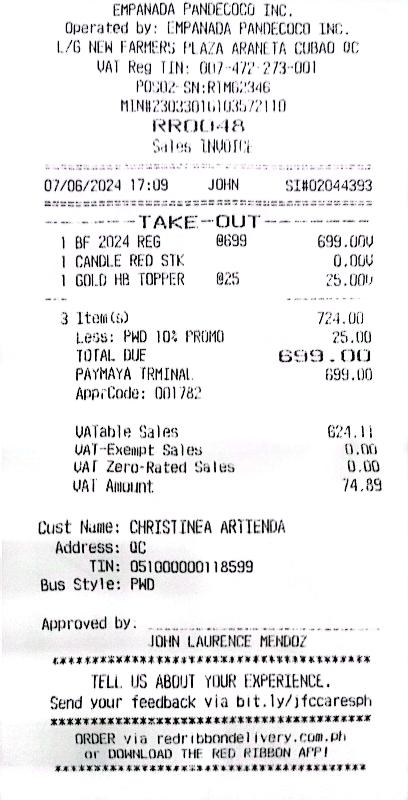 EMPANADA PANDECOCO INC.
Operated by: EMPANADA PANDECOCO INC.
L/G NEW FARMERS PLAZA ARANETA CUBAO QC
VAT Reg TIN: 007-472-273-001
POS02-SN:R1M62346
MIN#23033016103572110
RR0048
Sales INVOICE
07/06/2024 17:09 JOHN SI#02044393
TAKE-OUT
1 BF 2024 REG @699 699.00V
1 CANDLE RED STK 0.00V
1 GOLD HB TOPPER @25 25.00V
3 Item(s) 724.00
Less: PWD 10% PROMO 25.00
TOTAL DUE 699.00
PAYMAYA TRMINAL 699.00
ApprCode: 001782
VATable Sales 624.11
VAT-Exempt Sales 0.00
VAT Zero-Rated Sales 0.00
VAT Amount 74.89
Cust Name: CHRISTINEA ARTIENDA
Address: QC
TIN: 051000000118599
Bus Style: PWD
Approved by.
JOHN LAURENCE MENDOZ
TELL US ABOUT YOUR EXPERIENCE.
Send your feedback via bit.ly/jfccaresph
ORDER via redribbondelivery.com.ph
or DOWNLOAD THE RED RIBBON APP!